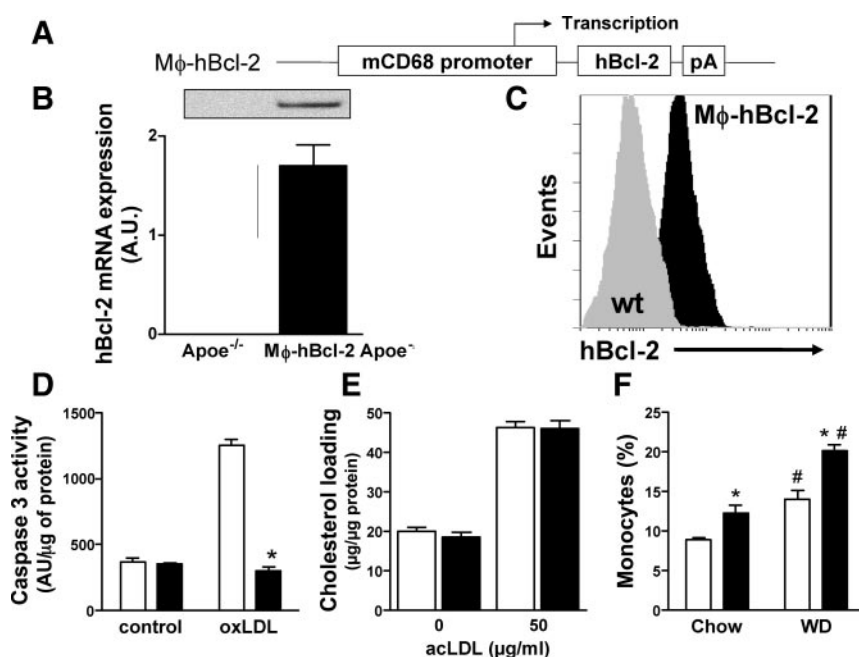 A
Transcription
Mϕ-hBcl-2
mCD68 promoter
hBcl-2
pA
B
hBcl-2 mRNA expression
(A.U.)
2
1
0
Apoe-/-
Mϕ-hBcl-2 Apoe-
C
Mϕ-hBcl-2
wt
Events
hBcl-2
D
Caspase 3 activity
(AU/µg of protein)
1500
1000
500
0
*
control
oxLDL
E
Cholesterol loading
(µg/µg protein)
60
40
20
0
0
50
acLDL (µg/ml)
F
Monocytes (%)
25
20
15
10
5
0
*
#
* #
Chow
WD